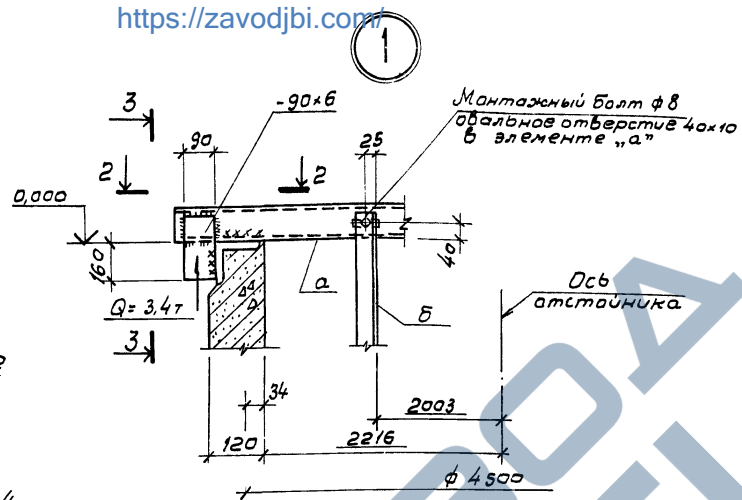 https://zavodjbi.com/
1
3
-90×6
Монтажный болт ф 8
овальное отверстие 40×10
в элементе „а"
90
25
2
2
0,000
160
40
а
Ось
отстойника
Q= 3,4т
б
3
34
2003
120
2216
ф 4500